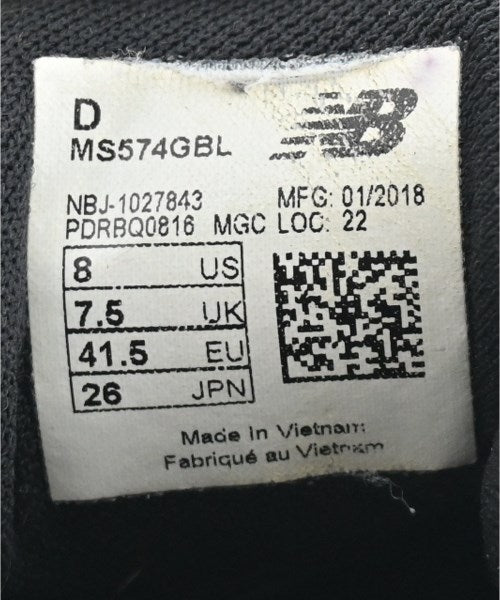 D
MS574GBL
NB
NBJ-1027843 MFG: 01/2018
PDRBQ0816 MGC LOC: 22
8 US
7.5 UK
41.5 EU
26 JPN
Made in Vietnam
Fabriqué au Vietnam